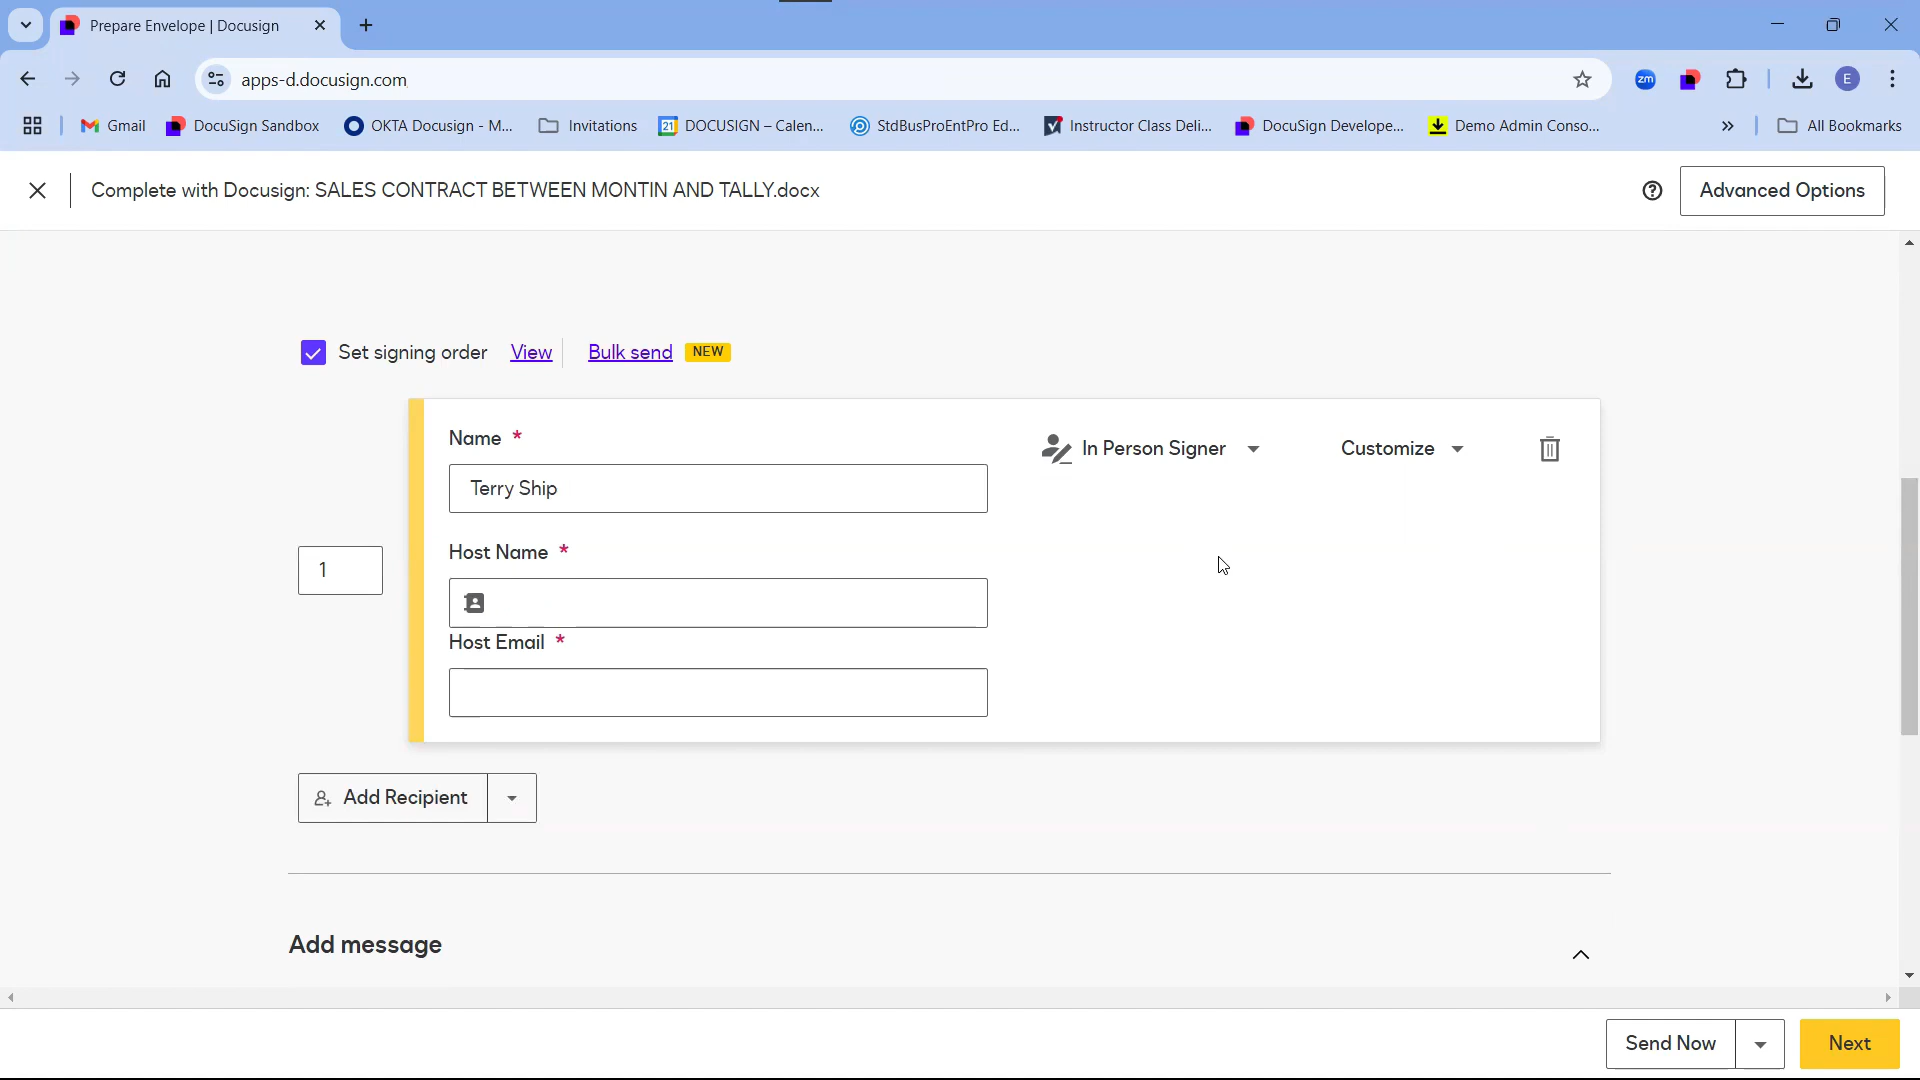 Prepare Envelope | Docusign
apps-d.docusign.com
Gmail
DocuSign Sandbox
OKTA Docusign - M...
Invitations
21
DOCUSIGN – Calen...
StdBusProEntPro Ed...
Instructor Class Deli...
DocuSign Develope...
Demo Admin Conso...
»
All Bookmarks
zm
E
Complete with Docusign: SALES CONTRACT BETWEEN MONTIN AND TALLY.docx
Advanced Options
Set signing order View Bulk send NEW
Name *
In Person Signer
Customize
Terry Ship
Host Name *
1
Host Email *
Add Recipient
Add message
Send Now
Next